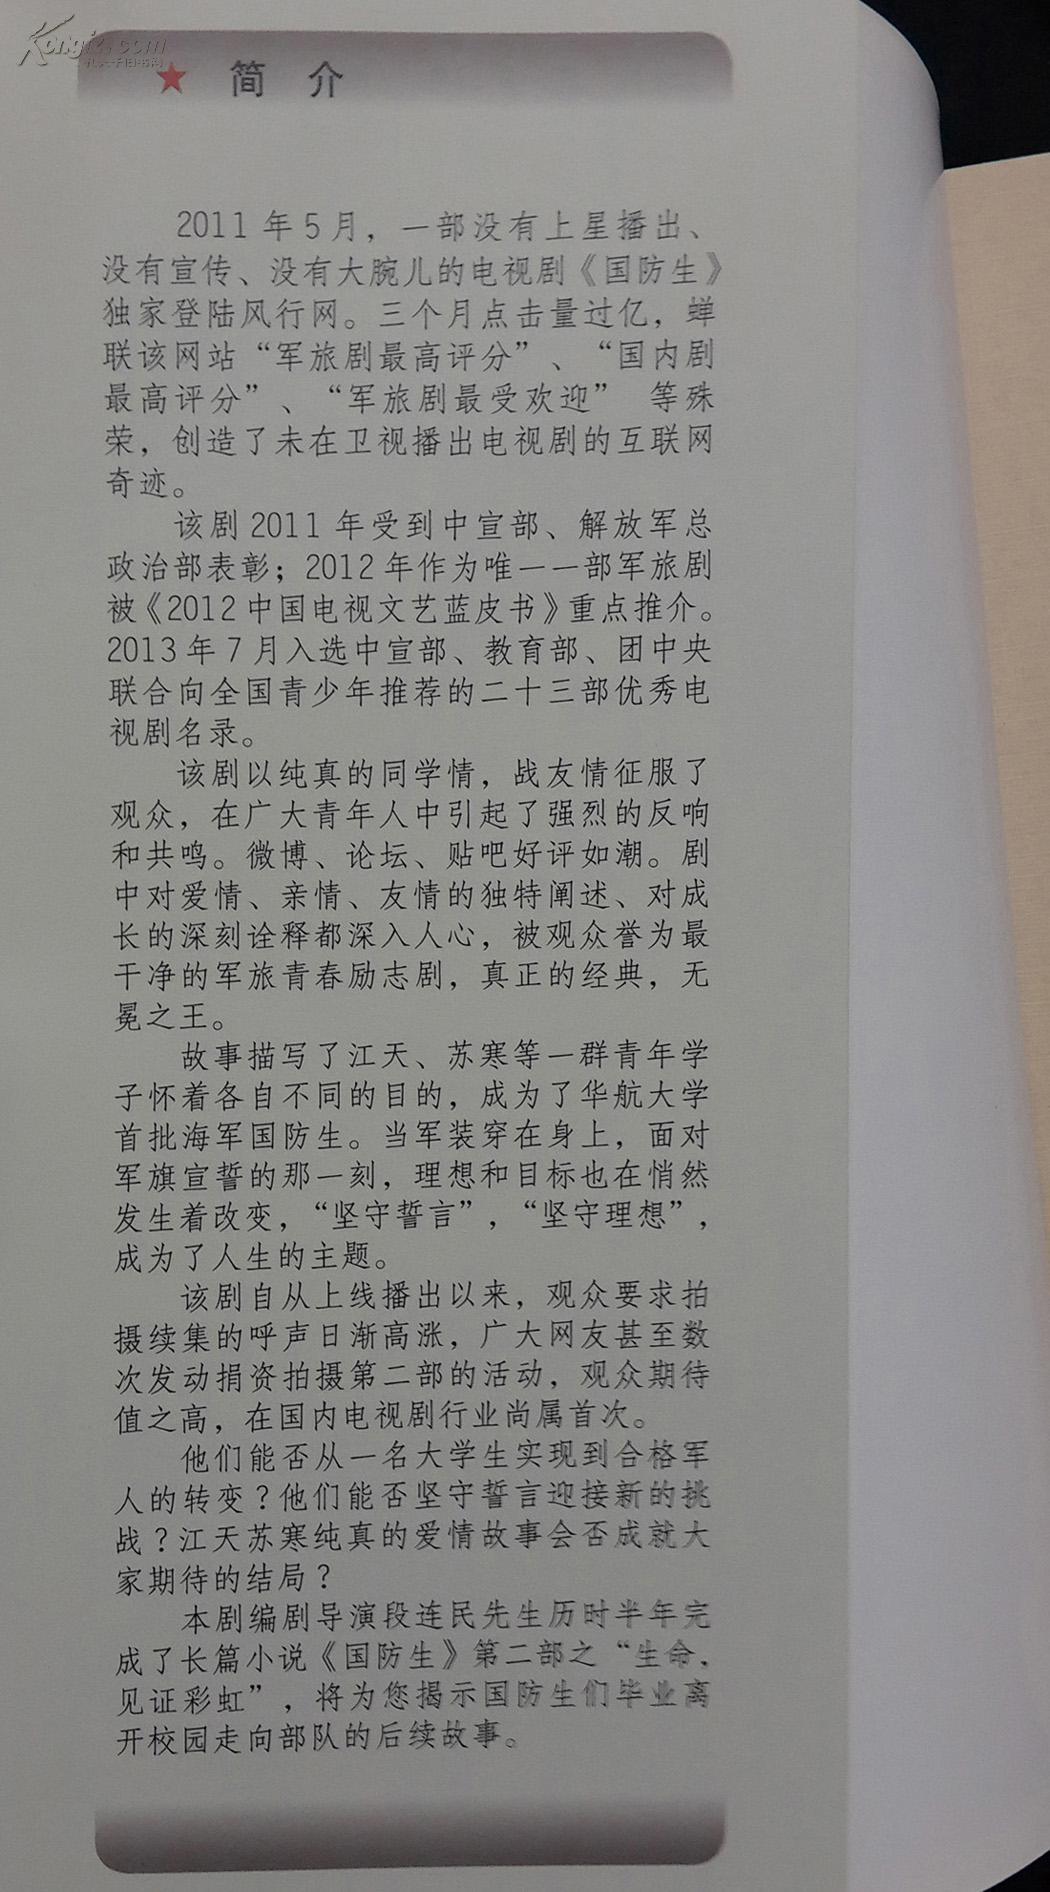 Kongfz.com
孔夫子旧书网
★ 简 介
2011 年 5 月，一部没有上星播出、
没有宣传、没有大腕儿的电视剧《国防生》
独家登陆风行网。三个月点击量过亿，蝉
联该网站“军旅剧最高评分”、“国内剧
最高评分”、“军旅剧最受欢迎” 等殊
荣，创造了未在卫视播出电视剧的互联网
奇迹。
该剧 2011 年受到中宣部、解放军总
政治部表彰；2012 年作为唯一一部军旅剧
被《2012 中国电视文艺蓝皮书》重点推介。
2013 年 7 月入选中宣部、教育部、团中央
联合向全国青少年推荐的二十三部优秀电
视剧名录。
该剧以纯真的同学情，战友情征服了
观众，在广大青年人中引起了强烈的反响
和共鸣。微博、论坛、贴吧好评如潮。剧
中对爱情、亲情、友情的独特阐述、对成
长的深刻诠释都深入人心，被观众誉为最
干净的军旅青春励志剧，真正的经典，无
冕之王。
故事描写了江天、苏寒等一群青年学
子怀着各自不同的目的，成为了华航大学
首批海军国防生。当军装穿在身上，面对
军旗宣誓的那一刻，理想和目标也在悄然
发生着改变，“坚守誓言”，“坚守理想”，
成为了人生的主题。
该剧自从上线播出以来，观众要求拍
摄续集的呼声日渐高涨，广大网友甚至数
次发动捐资拍摄第二部的活动，观众期待
值之高，在国内电视剧行业尚属首次。
他们能否从一名大学生实现到合格军
人的转变？他们能否坚守誓言迎接新的挑
战？江天苏寒纯真的爱情故事会否成就大
家期待的结局？
本剧编剧导演段连民先生历时半年完
成了长篇小说《国防生》第二部之“生命，
见证彩虹”，将为您揭示国防生们毕业离
开校园走向部队的后续故事。